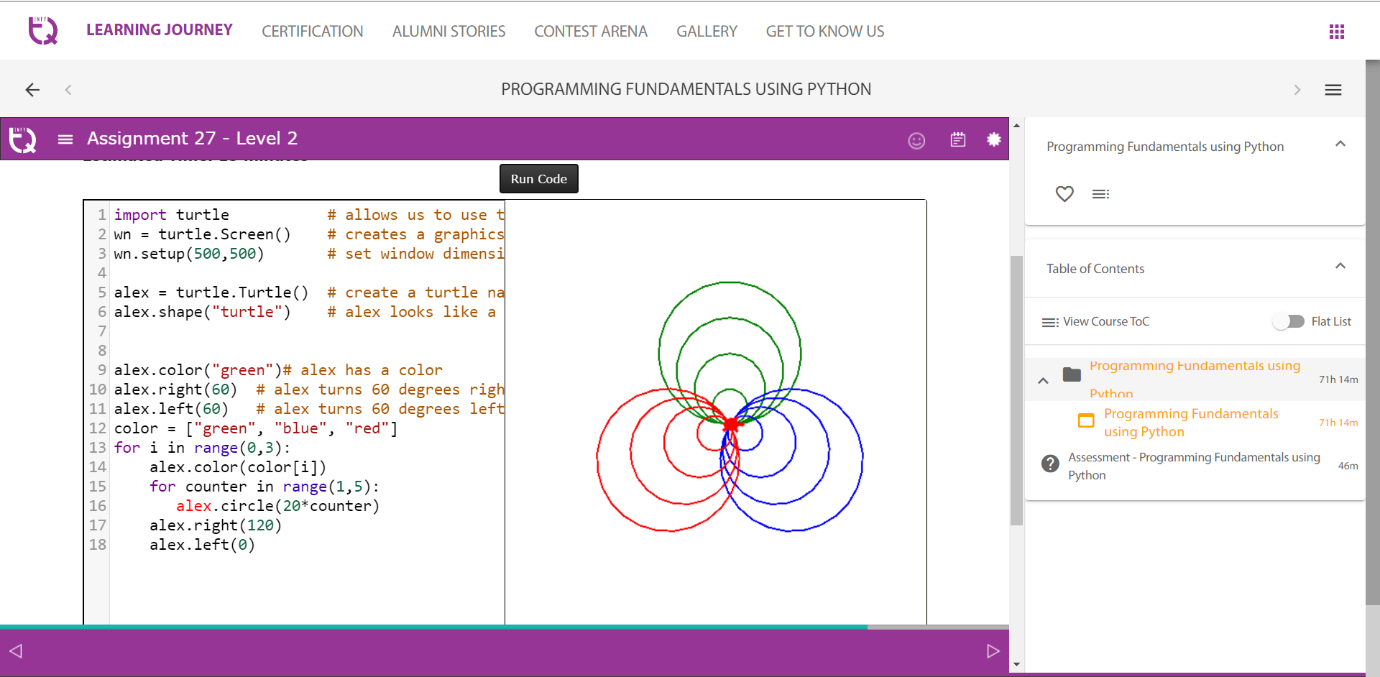 LEARNING JOURNEY CERTIFICATION ALUMNI STORIES CONTEST ARENA GALLERY GET TO KNOW US
PROGRAMMING FUNDAMENTALS USING PYTHON
Assignment 27 - Level 2
Run Code
1 import turtle # allows us to use t
2 wn = turtle.Screen() # creates a graphics
3 wn.setup(500,500) # set window dimensi
4
5 alex = turtle.Turtle() # create a turtle na
6 alex.shape("turtle") # alex looks like a
7
8
9 alex.color("green")# alex has a color
10 alex.right(60) # alex turns 60 degrees righ
11 alex.left(60) # alex turns 60 degrees left
12 color = ["green", "blue", "red"]
13 for i in range(0,3):
14 alex.color(color[i])
15 for counter in range(1,5):
16 alex.circle(20*counter)
17 alex.right(120)
18 alex.left(0)
Programming Fundamentals using Python
Table of Contents
View Course ToC Flat List
Programming Fundamentals using
Python
71h 14m
Programming Fundamentals
using Python
71h 14m
Assessment - Programming Fundamentals using
Python
46m